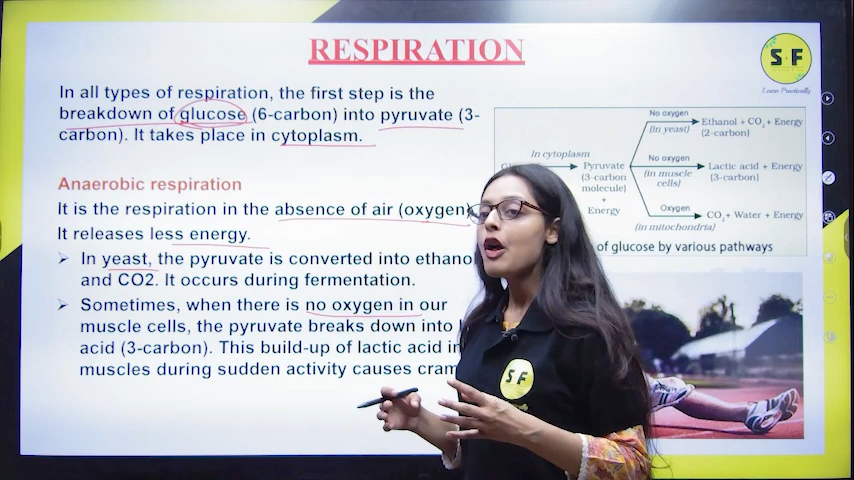 RESPIRATION
S F
Learn Practically
In all types of respiration, the first step is the
breakdown of glucose (6-carbon) into pyruvate (3-
carbon). It takes place in cytoplasm.
Anaerobic respiration
It is the respiration in the absence of air (oxygen)
It releases less energy.
➢ In yeast, the pyruvate is converted into ethano
and CO2. It occurs during fermentation.
➢ Sometimes, when there is no oxygen in our
muscle cells, the pyruvate breaks down into l
acid (3-carbon). This build-up of lactic acid in
muscles during sudden activity causes cram
in cytoplasm
Pyruvate
(3-carbon
molecule)
+
Energy
No oxygen
(in yeast)
Ethanol + CO2 + Energy
(2-carbon)
No oxygen
(in muscle
cells)
Lactic acid + Energy
(3-carbon)
Oxygen
(in mitochondria)
CO2 + Water + Energy
of glucose by various pathways
S F